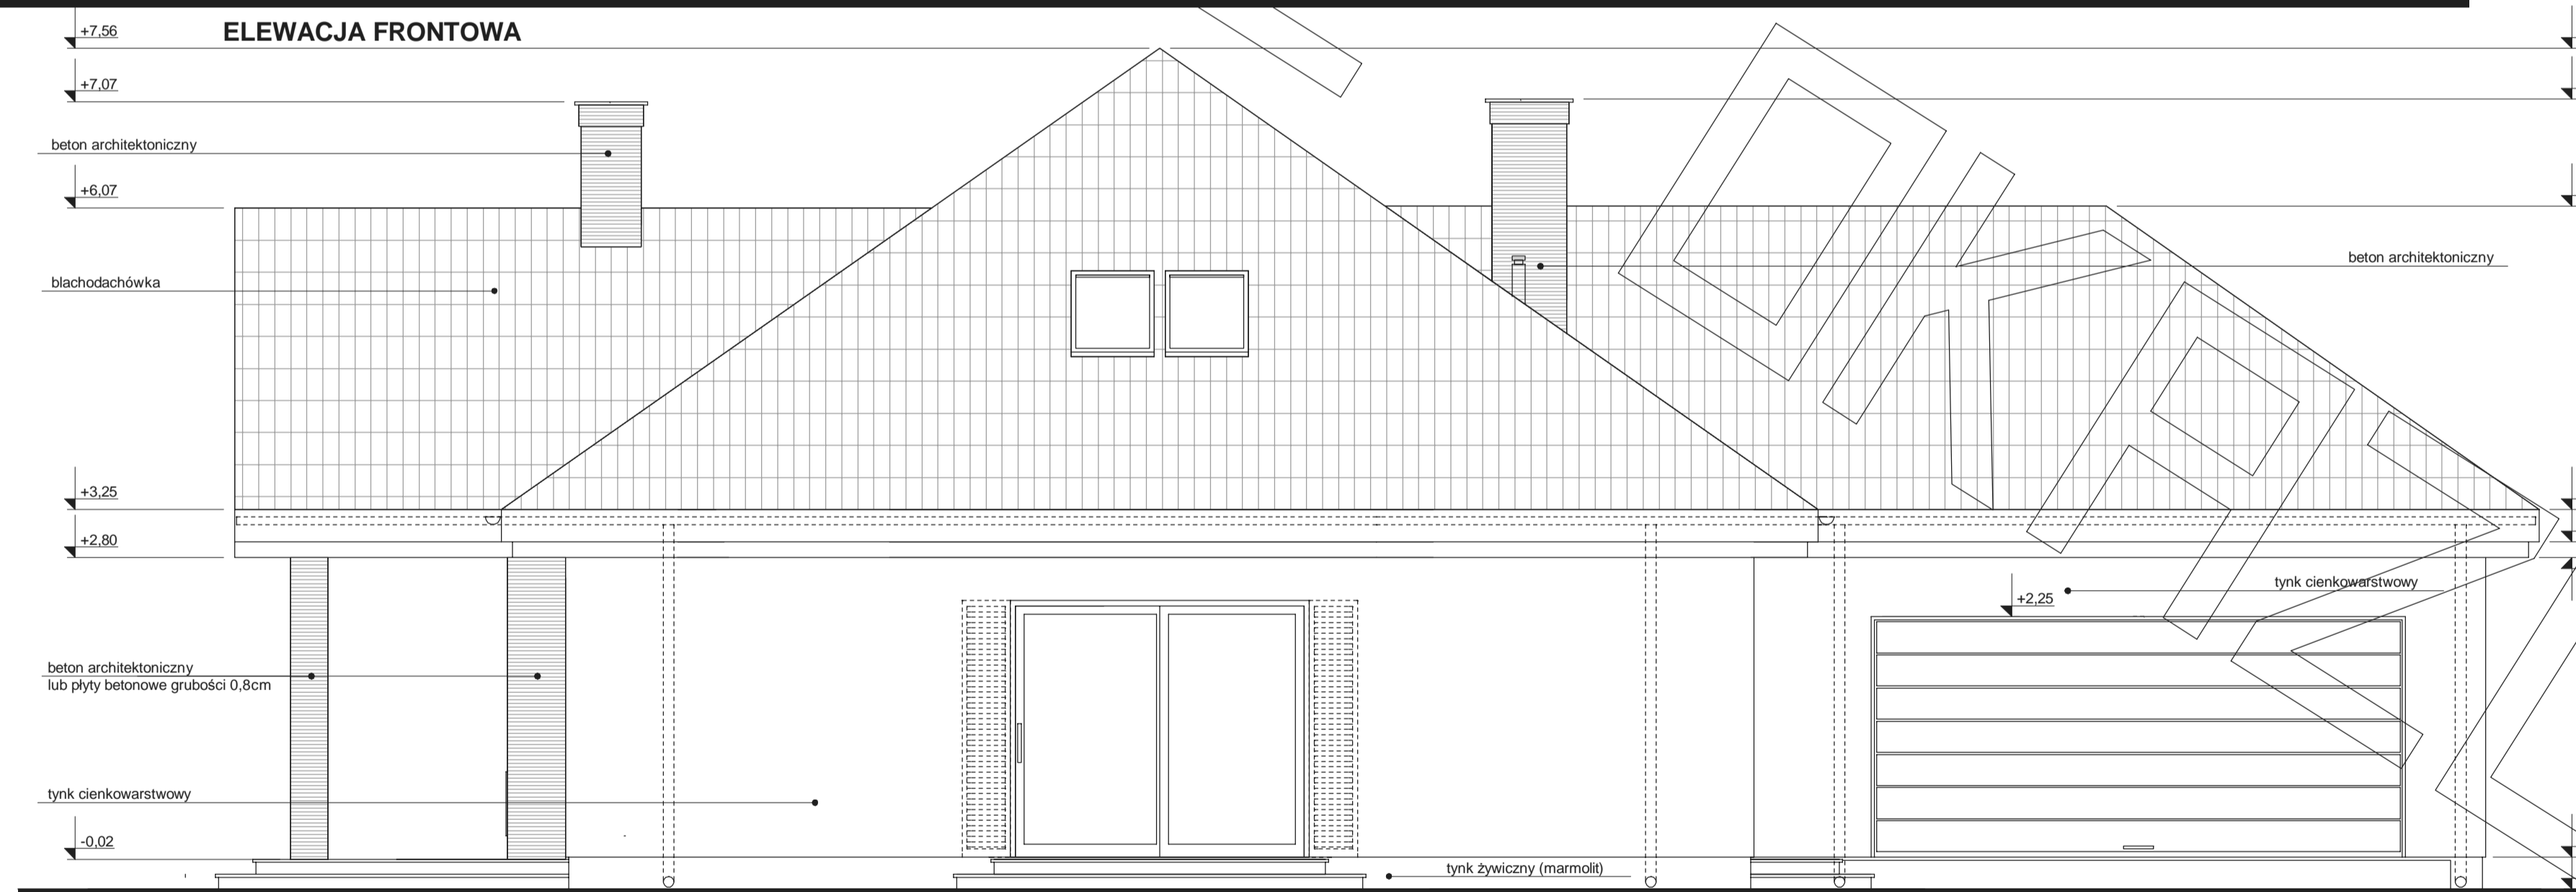 ELEWACJA FRONTOWA
+7,56
+7,07
beton architektoniczny
+6,07
beton architektoniczny
blachodachówka
+3,25
+2,80
tynk cienkowarstwowy
+2,25
beton architektoniczny
lub płyty betonowe grubości 0,8cm
tynk cienkowarstwowy
-0,02
tynk żywiczny (marmolit)